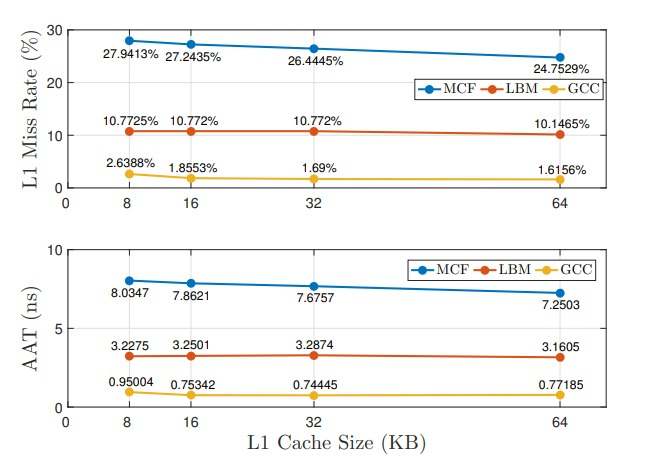 30
27.9413% 27.2435%
26.4445%
24.7529%
L1 Miss Rate (%)
20
MCF LBM GCC
10.7725% 10.772% 10.772% 10.1465%
10
2.6388% 1.8553% 1.69% 1.6156%
0
0 8 16 32 64
10
MCF LBM GCC
8.0347 7.8621 7.6757 7.2503
AAT (ns)
5
3.2275 3.2501 3.2874 3.1605
0.95004 0.75342 0.74445 0.77185
0
0 8 16 32 64
L1 Cache Size (KB)